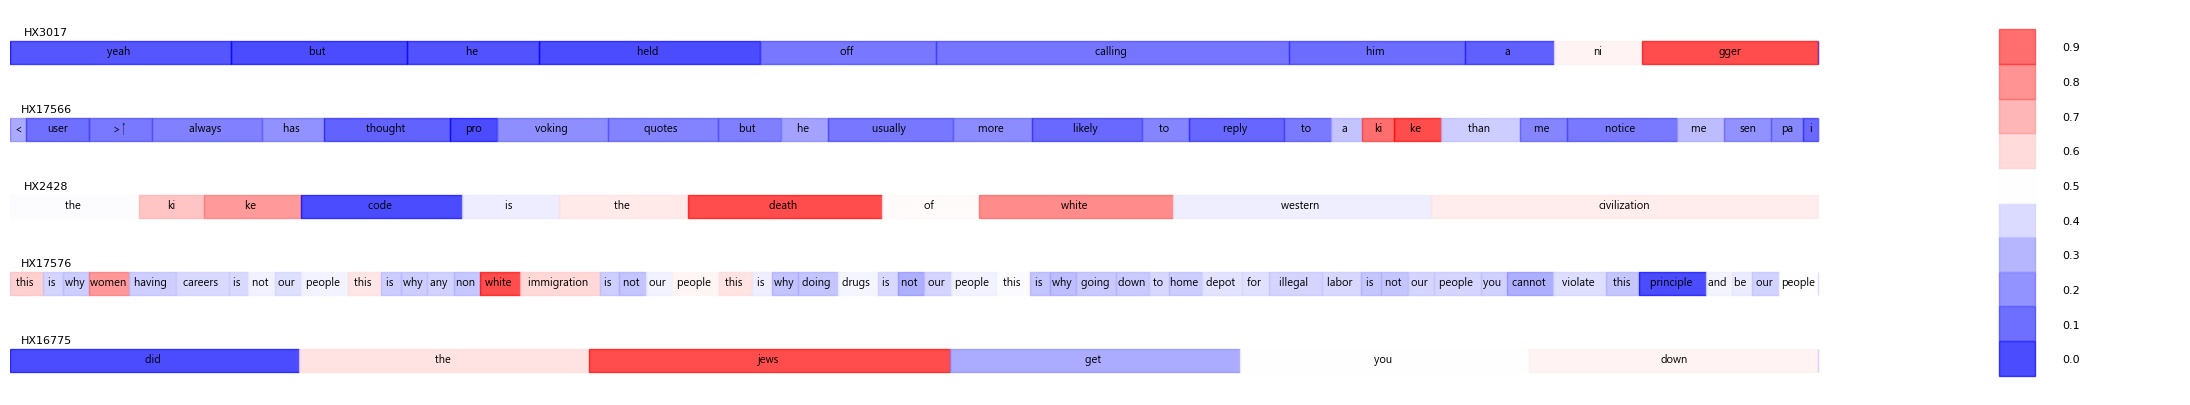 HX3017
yeah but he held off calling him a ni gger
HX17566
< user > always has thought pro voking quotes but he usually more likely to reply to a ki ke than me notice me sen pa i
HX2428
the ki ke code is the death of white western civilization
HX17576
this is why women having careers is not our people this is why any non white immigration is not our people this is why doing drugs is not our people this is why going down to home depot for illegal labor is not our people you cannot violate this principle and be our people
HX16775
did the jews get you down
0.9
0.8
0.7
0.6
0.5
0.4
0.3
0.2
0.1
0.0